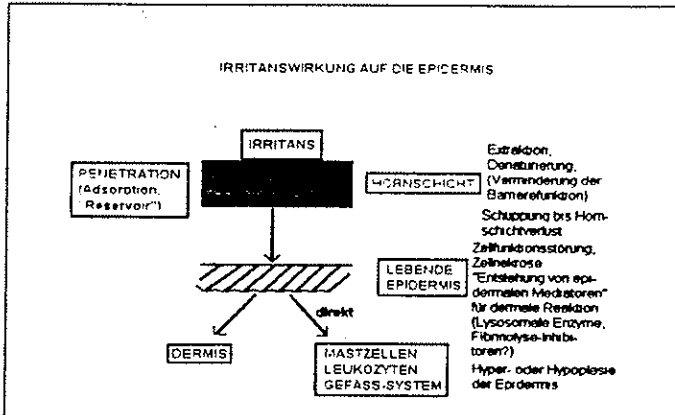 IRRITANSWIRKUNG AUF DIE EPIDERMIS
IRRITANS
PENETRATION
(Adsorption,
"Reservoir")
HORNSCHICHT
Extraktion,
Denaturierung,
(Verminderung der
Barrierefunktion)
Schuppung bis Horn-
schichtverlust
LEBENDE
EPIDERMIS
Zellfunktionsstörung,
Zellnekrose
"Entstehung von epi-
dermalen Mediatoren"
für dermale Reaktion
(Lysosomale Enzyme,
Fibrinolyse-Inhibi-
toren?)
direkt
DERMIS
MASTZELLEN
LEUKOZYTEN
GEFÄSS-SYSTEM
Hyper- oder Hypoplasie
der Epidermis